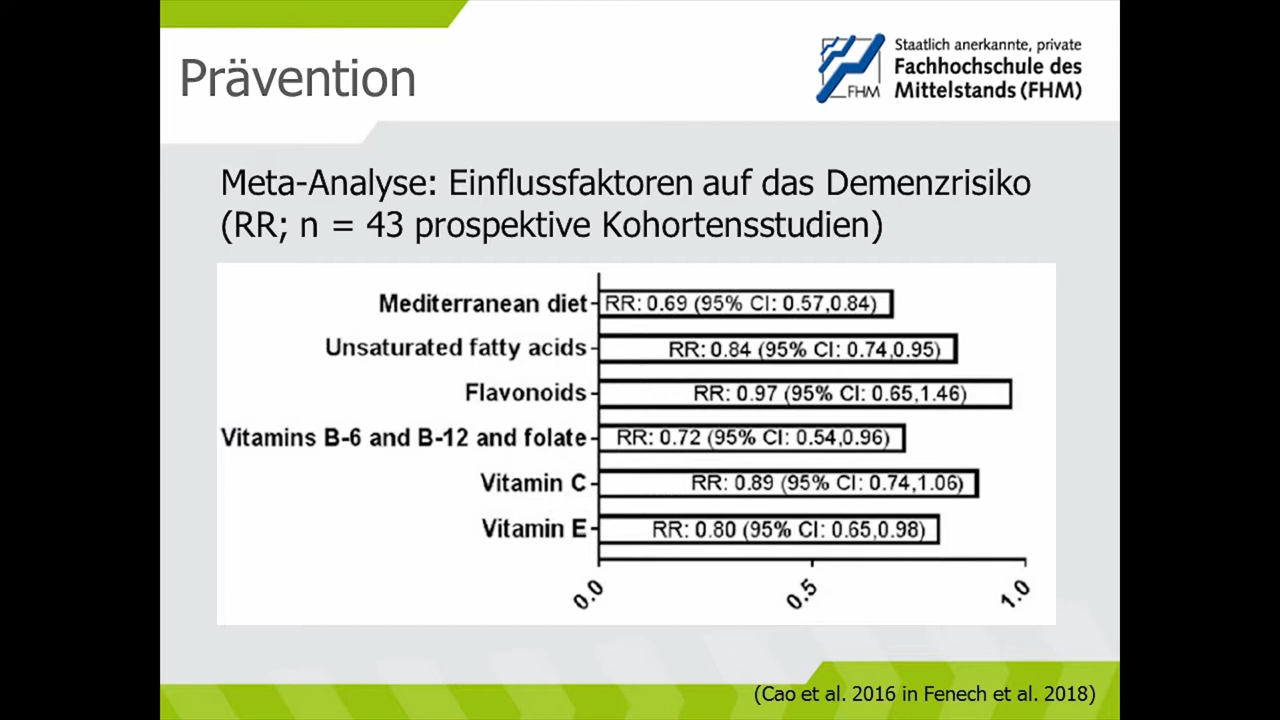 Prävention
Staatlich anerkannte, private
Fachhochschule des
Mittelstands (FHM)
FHM
Meta-Analyse: Einflussfaktoren auf das Demenzrisiko
(RR; n = 43 prospektive Kohortensstudien)
Mediterranean diet RR: 0.69 (95% CI: 0.57,0.84)
Unsaturated fatty acids RR: 0.84 (95% CI: 0.74,0.95)
Flavonoids RR: 0.97 (95% CI: 0.65,1.46)
Vitamins B-6 and B-12 and folate RR: 0.72 (95% CI: 0.54,0.96)
Vitamin C RR: 0.89 (95% CI: 0.74,1.06)
Vitamin E RR: 0.80 (95% CI: 0.65,0.98)
0.0 0.5 1.0
(Cao et al. 2016 in Fenech et al. 2018)